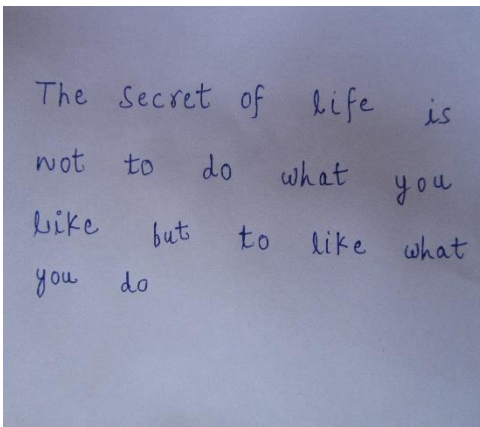 The secret of life is
not to do what you
like but to like what
you do